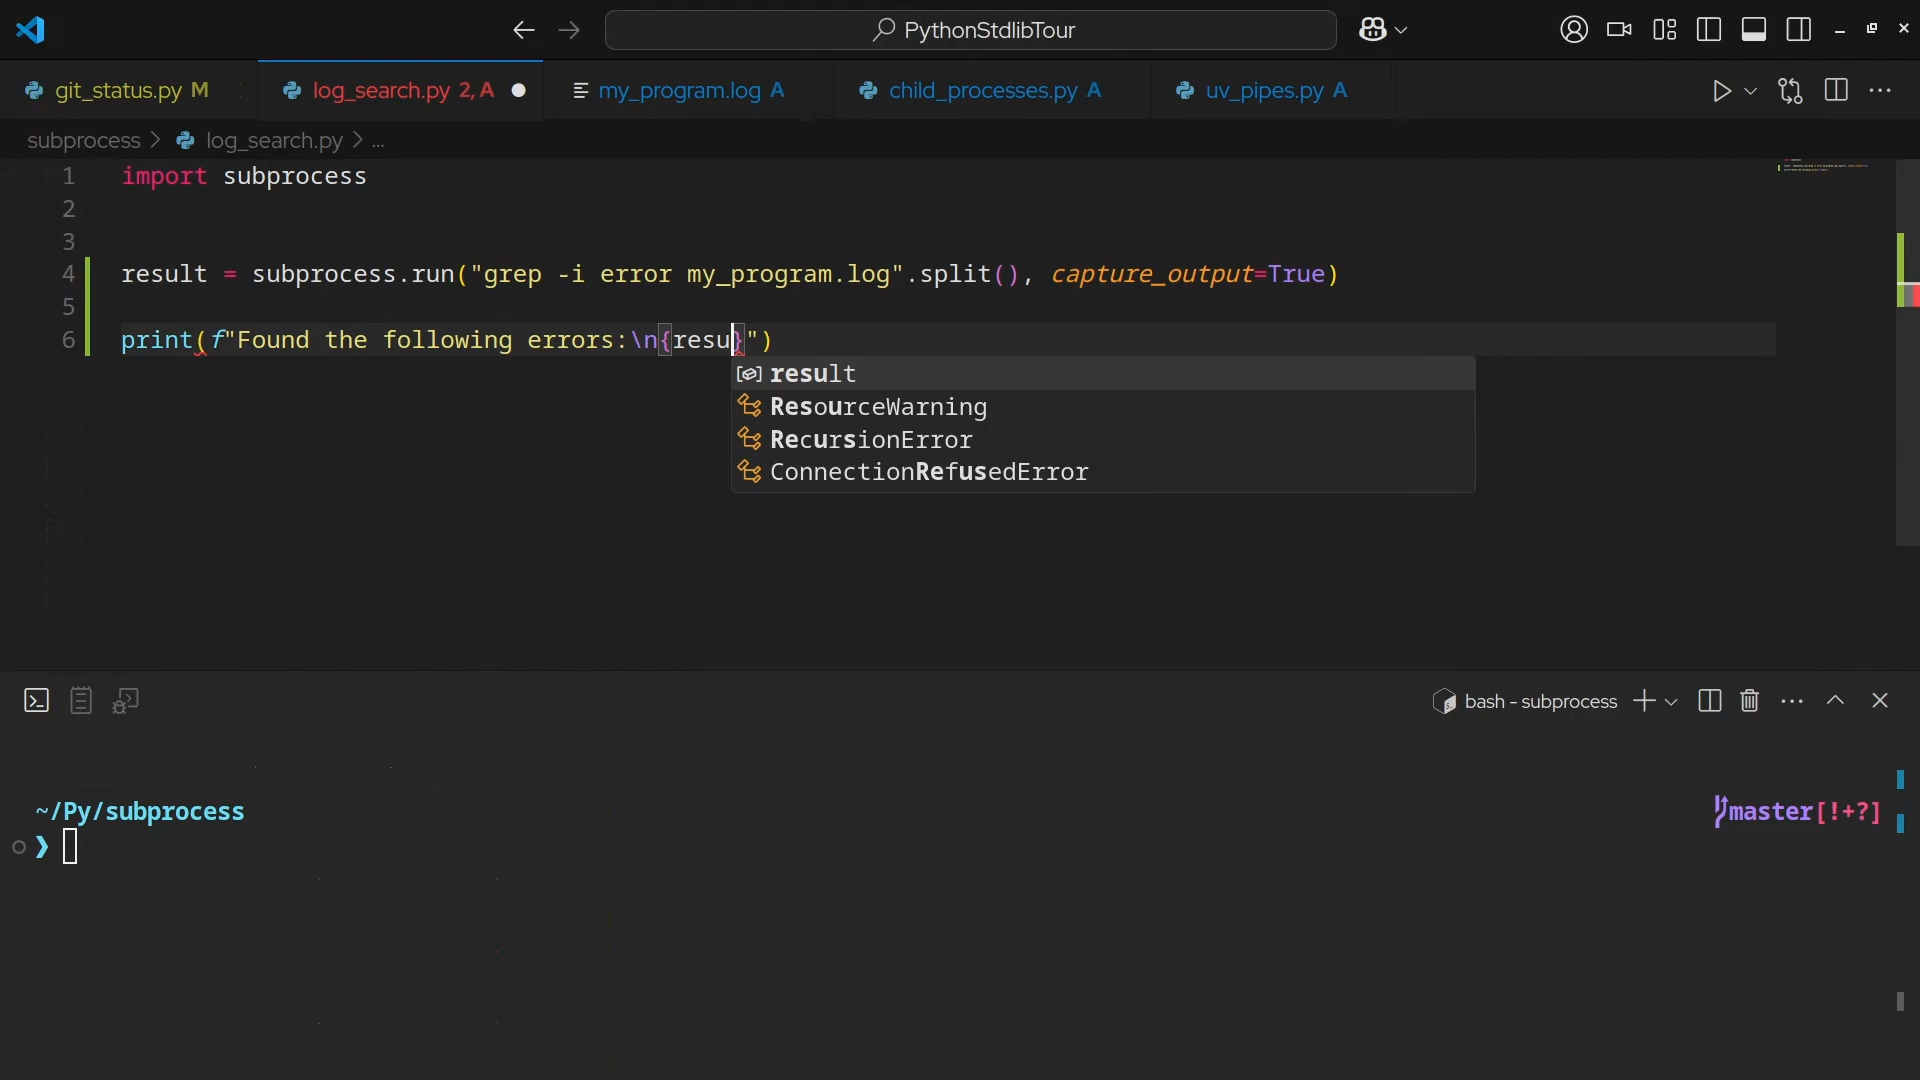 PythonStdlibTour
git_status.py M
log_search.py 2, A
my_program.log A
child_processes.py A
uv_pipes.py A
subprocess > log_search.py > ...
1 import subprocess
2
3
4 result = subprocess.run("grep -i error my_program.log".split(), capture_output=True)
5
6 print(f"Found the following errors:\n{resu}")
result
ResourceWarning
RecursionError
ConnectionRefusedError
bash - subprocess
~/Py/subprocess
master[!+?]
❯